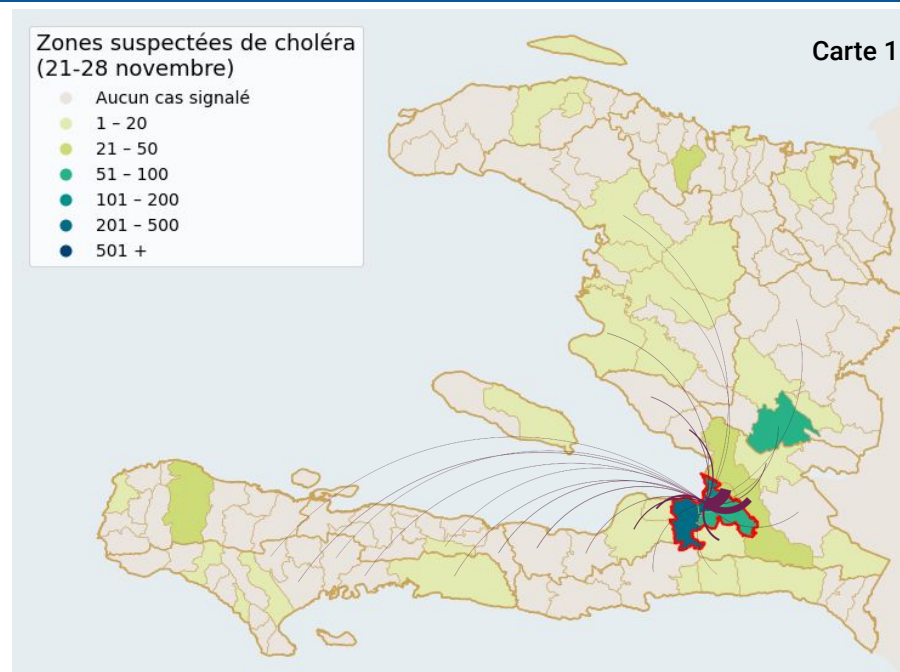 Zones suspectées de choléra
(21-28 novembre)
Aucun cas signalé
1 – 20
21 – 50
51 – 100
101 – 200
201 – 500
501 +
Carte 1